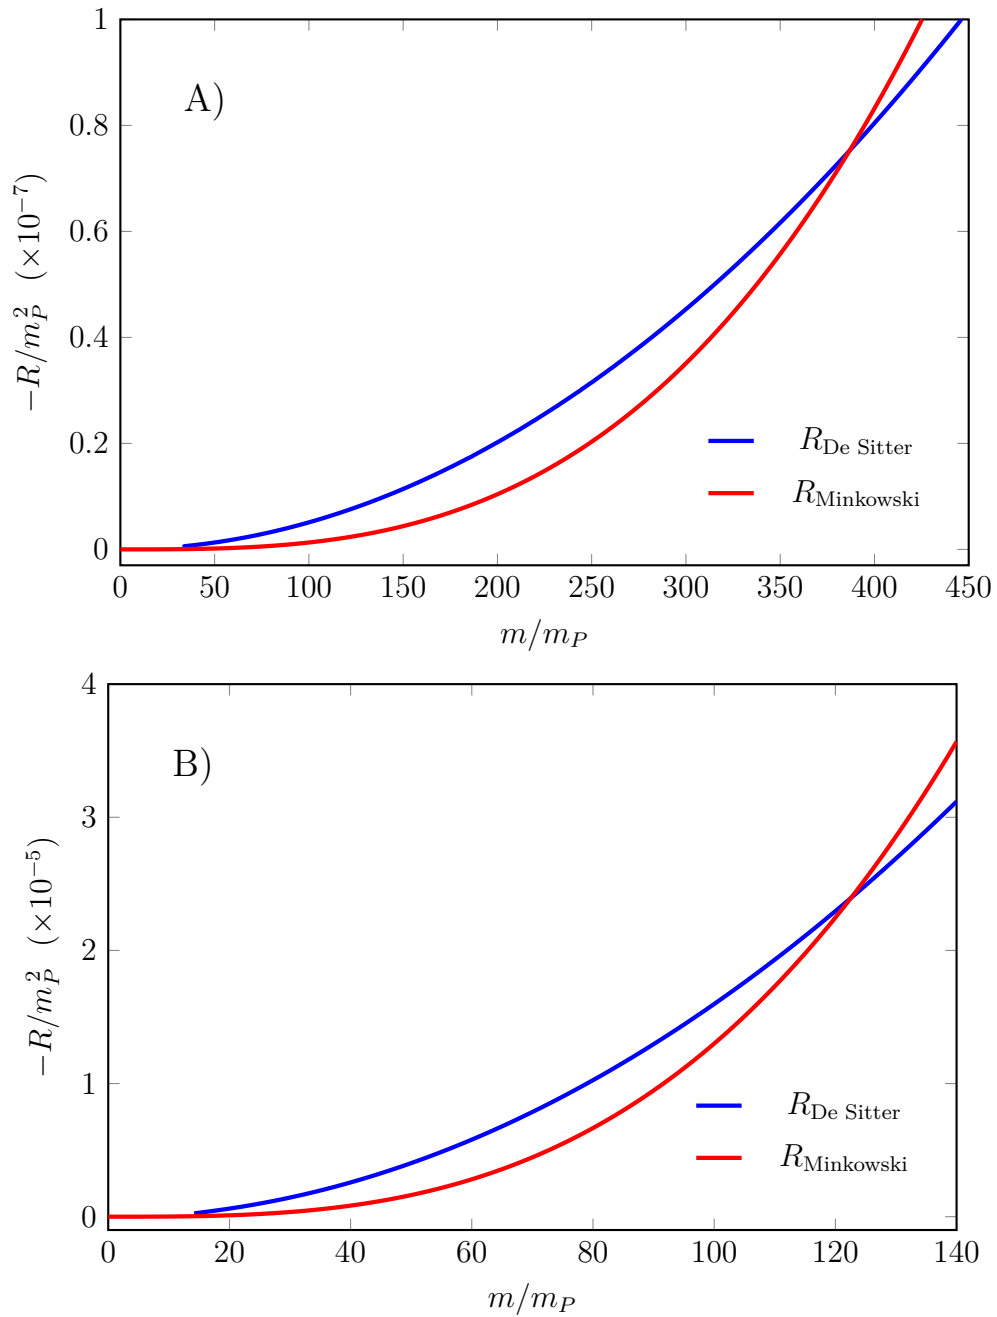 A)
−R/m_P^2 (×10^−7)
1
0.8
0.6
0.4
0.2
0
R_De Sitter
R_Minkowski
0 50 100 150 200 250 300 350 400 450
m/m_P
B)
−R/m_P^2 (×10^−5)
4
3
2
1
0
R_De Sitter
R_Minkowski
0 20 40 60 80 100 120 140
m/m_P